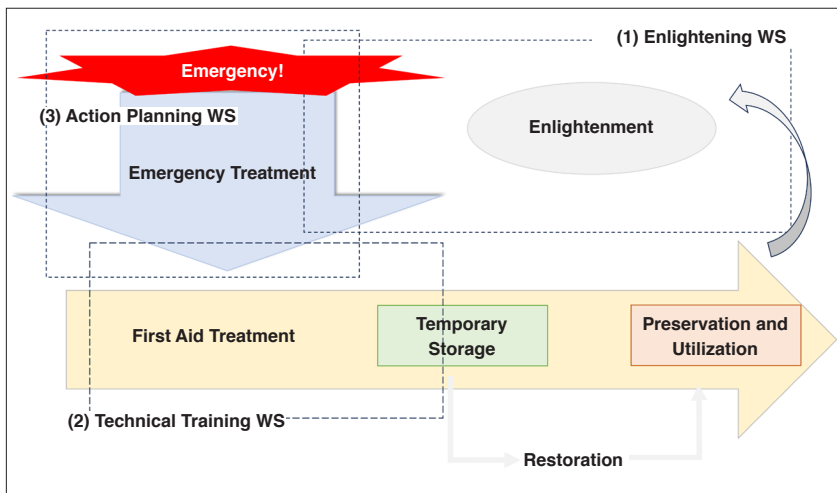 (1) Enlightening WS
Emergency!
(3) Action Planning WS
Enlightenment
Emergency Treatment
First Aid Treatment
Temporary
Storage
Preservation and
Utilization
(2) Technical Training WS
Restoration